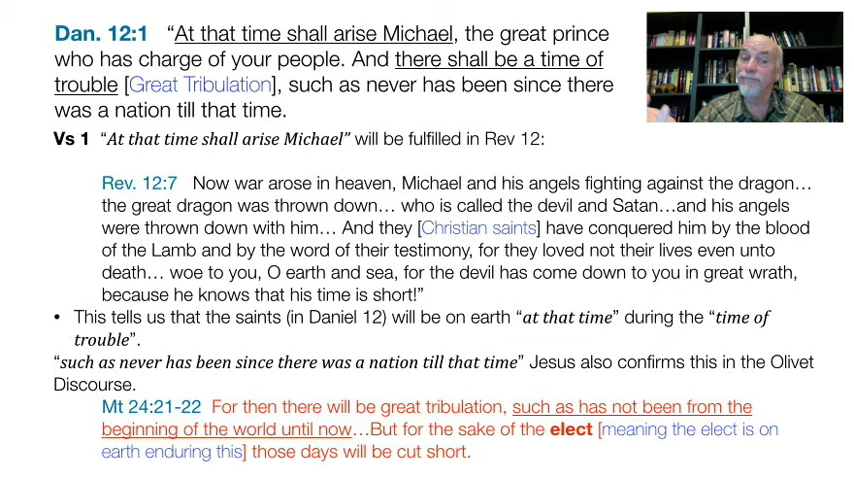 Dan. 12:1 “At that time shall arise Michael, the great prince
who has charge of your people. And there shall be a time of
trouble [Great Tribulation], such as never has been since there
was a nation till that time.
Vs 1 “At that time shall arise Michael” will be fulfilled in Rev 12:
Rev. 12:7 Now war arose in heaven, Michael and his angels fighting against the dragon…
the great dragon was thrown down… who is called the devil and Satan…and his angels
were thrown down with him… And they [Christian saints] have conquered him by the blood
of the Lamb and by the word of their testimony, for they loved not their lives even unto
death… woe to you, O earth and sea, for the devil has come down to you in great wrath,
because he knows that his time is short!”
• This tells us that the saints (in Daniel 12) will be on earth “at that time” during the “time of
trouble”.
“such as never has been since there was a nation till that time” Jesus also confirms this in the Olivet
Discourse.
Mt 24:21-22 For then there will be great tribulation, such as has not been from the
beginning of the world until now…But for the sake of the elect [meaning the elect is on
earth enduring this] those days will be cut short.